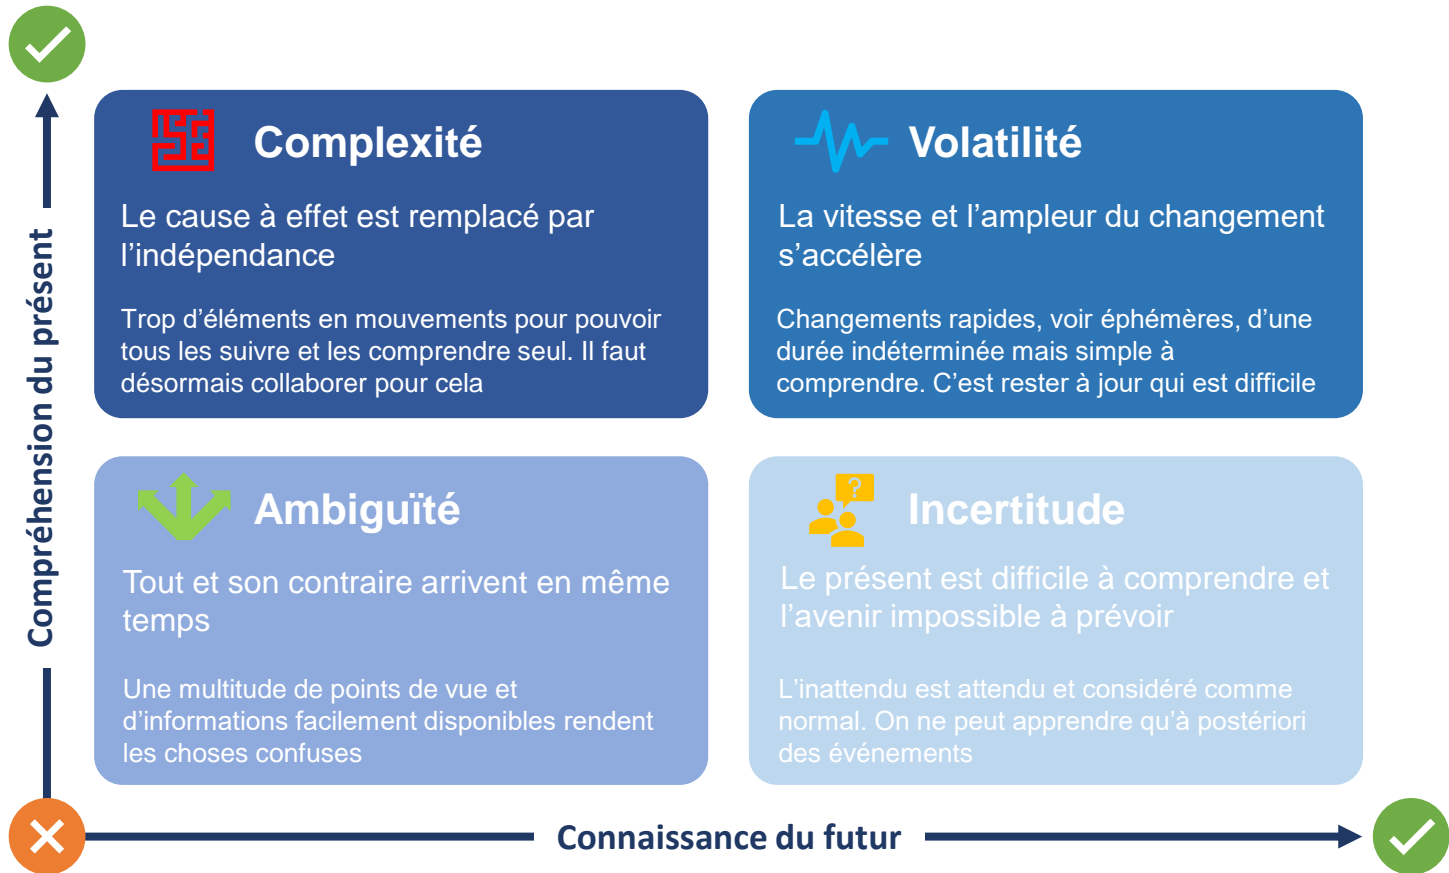 Compréhension du présent
Complexité
Le cause à effet est remplacé par
l’indépendance
Trop d’éléments en mouvements pour pouvoir
tous les suivre et les comprendre seul. Il faut
désormais collaborer pour cela
Volatilité
La vitesse et l’ampleur du changement
s’accélère
Changements rapides, voir éphémères, d’une
durée indéterminée mais simple à
comprendre. C’est rester à jour qui est difficile
Ambiguïté
Tout et son contraire arrivent en même
temps
Une multitude de points de vue et
d’informations facilement disponibles rendent
les choses confuses
?
Incertitude
Le présent est difficile à comprendre et
l’avenir impossible à prévoir
L’inattendu est attendu et considéré comme
normal. On ne peut apprendre qu’à postériori
des événements
Connaissance du futur